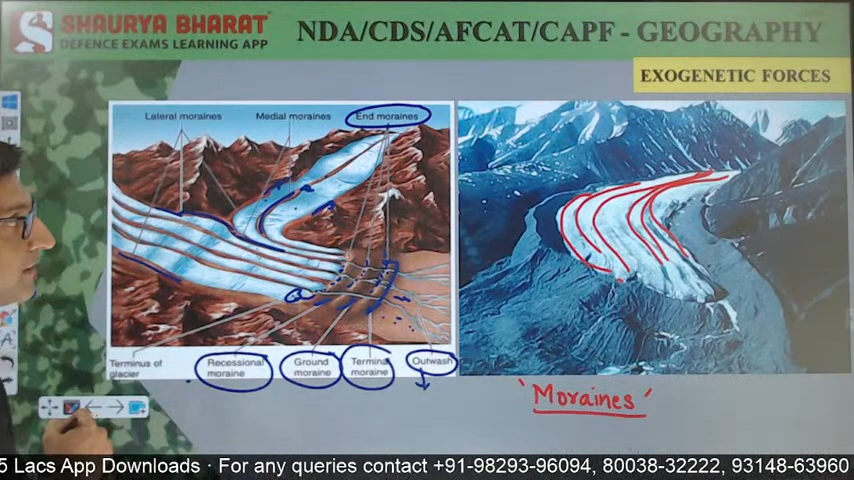 SHAURYA BHARAT
DEFENCE EXAMS LEARNING APP
NDA/CDS/AFCAT/CAPF - GEOGRAPHY
EXOGENETIC FORCES
Lateral moraines
Medial moraines
End moraines
Terminus of
glacier
Recessional
moraine
Ground
moraine
moraine
Outwash
'Moraines'
5 Lacs App Downloads · For any queries contact +91-98293-96094, 80038-32222, 93148-63960